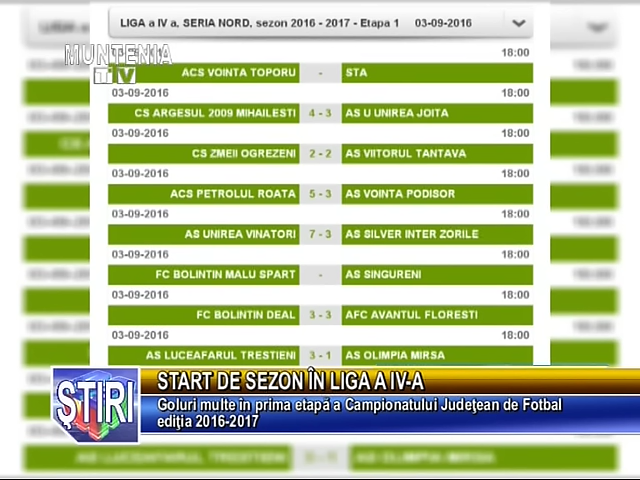 LIGA a IV a, SERIA NORD, sezon 2016 - 2017 - Etapa 1 03-09-2016
MUNTENIA
TV
03-09-2016 18:00
ACS VOINTA TOPORU - STA
03-09-2016 18:00
CS ARGESUL 2009 MIHAILESTI 4 - 3 AS U UNIREA JOITA
03-09-2016 18:00
CS ZMEII OGREZENI 2 - 2 AS VIITORUL TANTAVA
03-09-2016 18:00
ACS PETROLUL ROATA 5 - 3 AS VOINTA PODISOR
03-09-2016 18:00
AS UNIREA VINATORI 7 - 3 AS SILVER INTER ZORILE
03-09-2016 18:00
FC BOLINTIN MALU SPART - AS SINGURENI
03-09-2016 18:00
FC BOLINTIN DEAL 3 - 3 AFC AVANTUL FLORESTI
03-09-2016 18:00
AS LUCEAFARUL TRESTIENI 3 - 1 AS OLIMPIA MIRSA
ŞTIRI
START DE SEZON ÎN LIGA A IV-A
Goluri multe in prima etapă a Campionatului Judeţean de Fotbal
ediţia 2016-2017